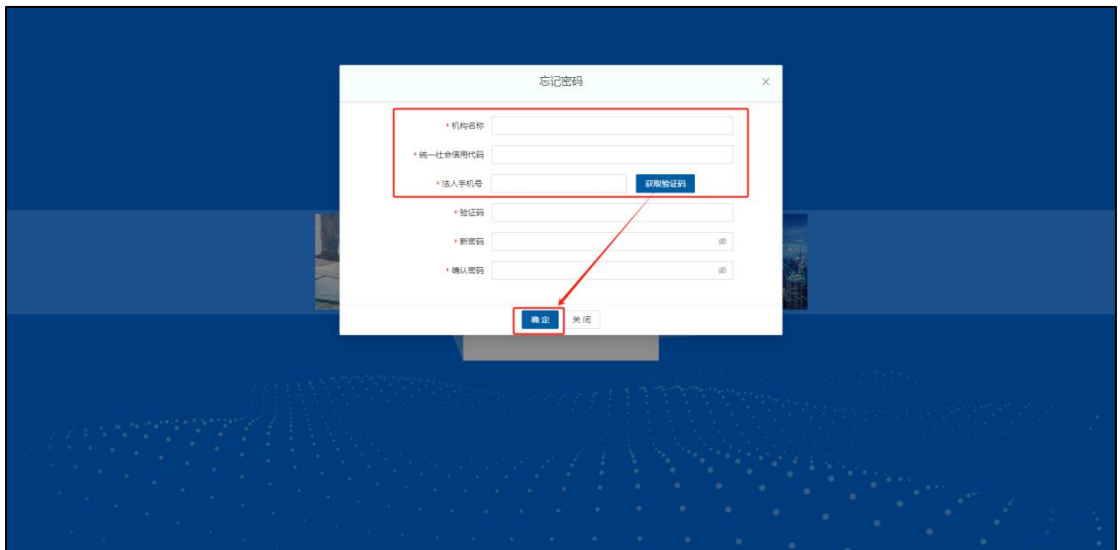 忘记密码
* 机构名称
* 统一社会信用代码
* 法人手机号 获取验证码
* 验证码
* 新密码
* 确认密码
确定 关闭